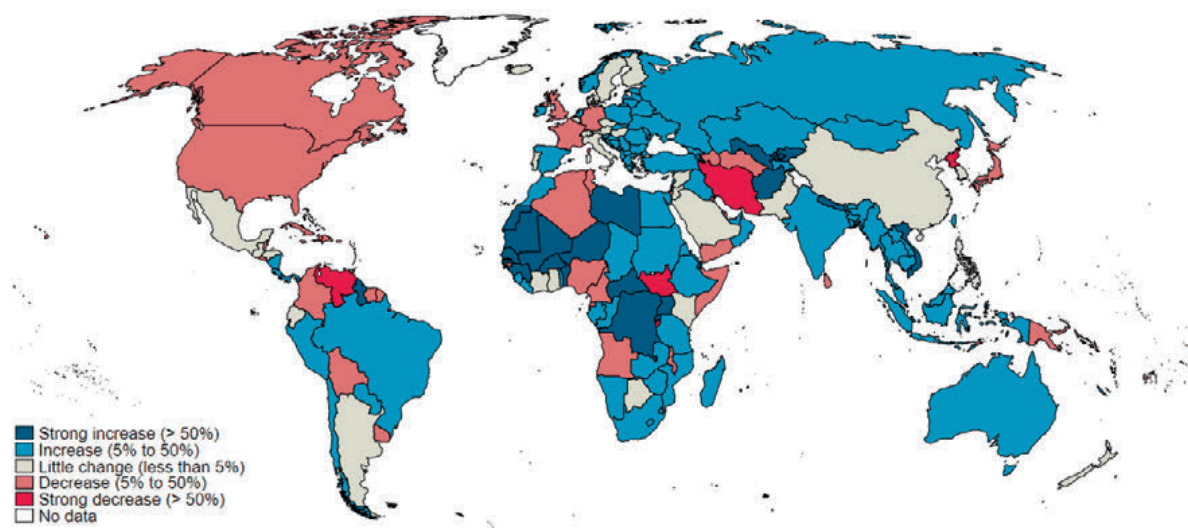 Strong increase (> 50%)
Increase (5% to 50%)
Little change (less than 5%)
Decrease (5% to 50%)
Strong decrease (> 50%)
No data